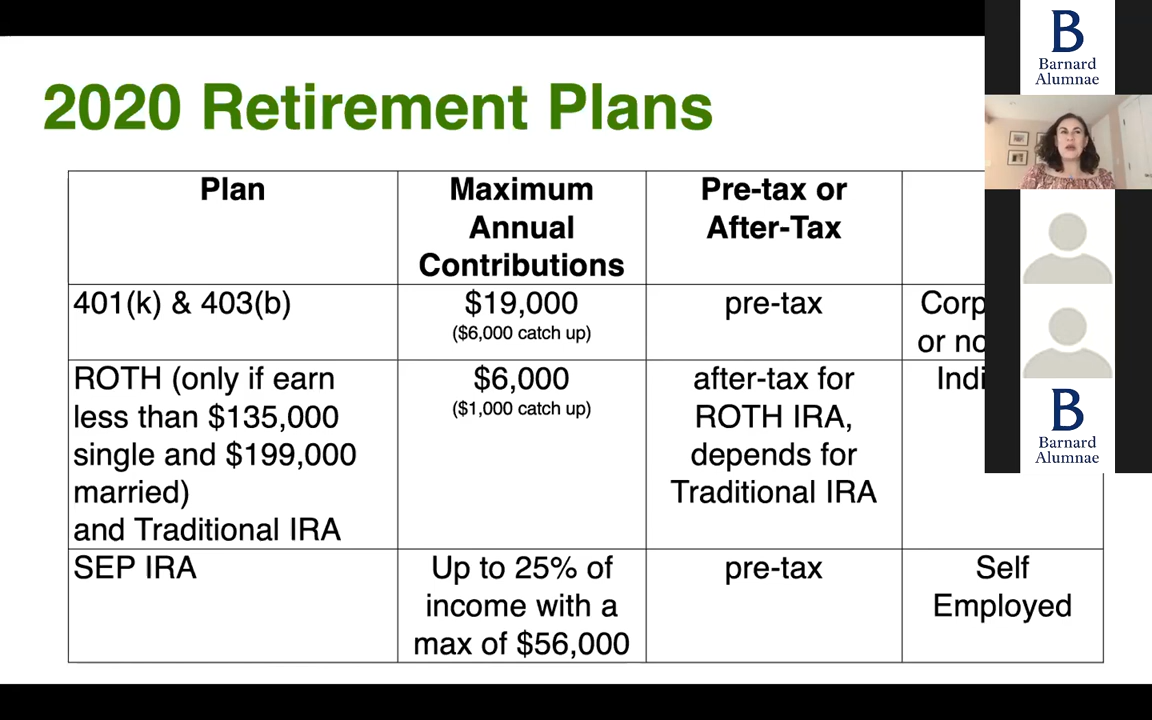 2020 Retirement Plans
Plan
Maximum
Annual
Contributions
Pre-tax or
After-Tax
401(k) & 403(b)
$19,000
($6,000 catch up)
pre-tax
Corp
or no
ROTH (only if earn
less than $135,000
single and $199,000
married)
and Traditional IRA
$6,000
($1,000 catch up)
after-tax for
ROTH IRA,
depends for
Traditional IRA
Indi
SEP IRA
Up to 25% of
income with a
max of $56,000
pre-tax
Self
Employed
B
Barnard
Alumnae
B
Barnard
Alumnae